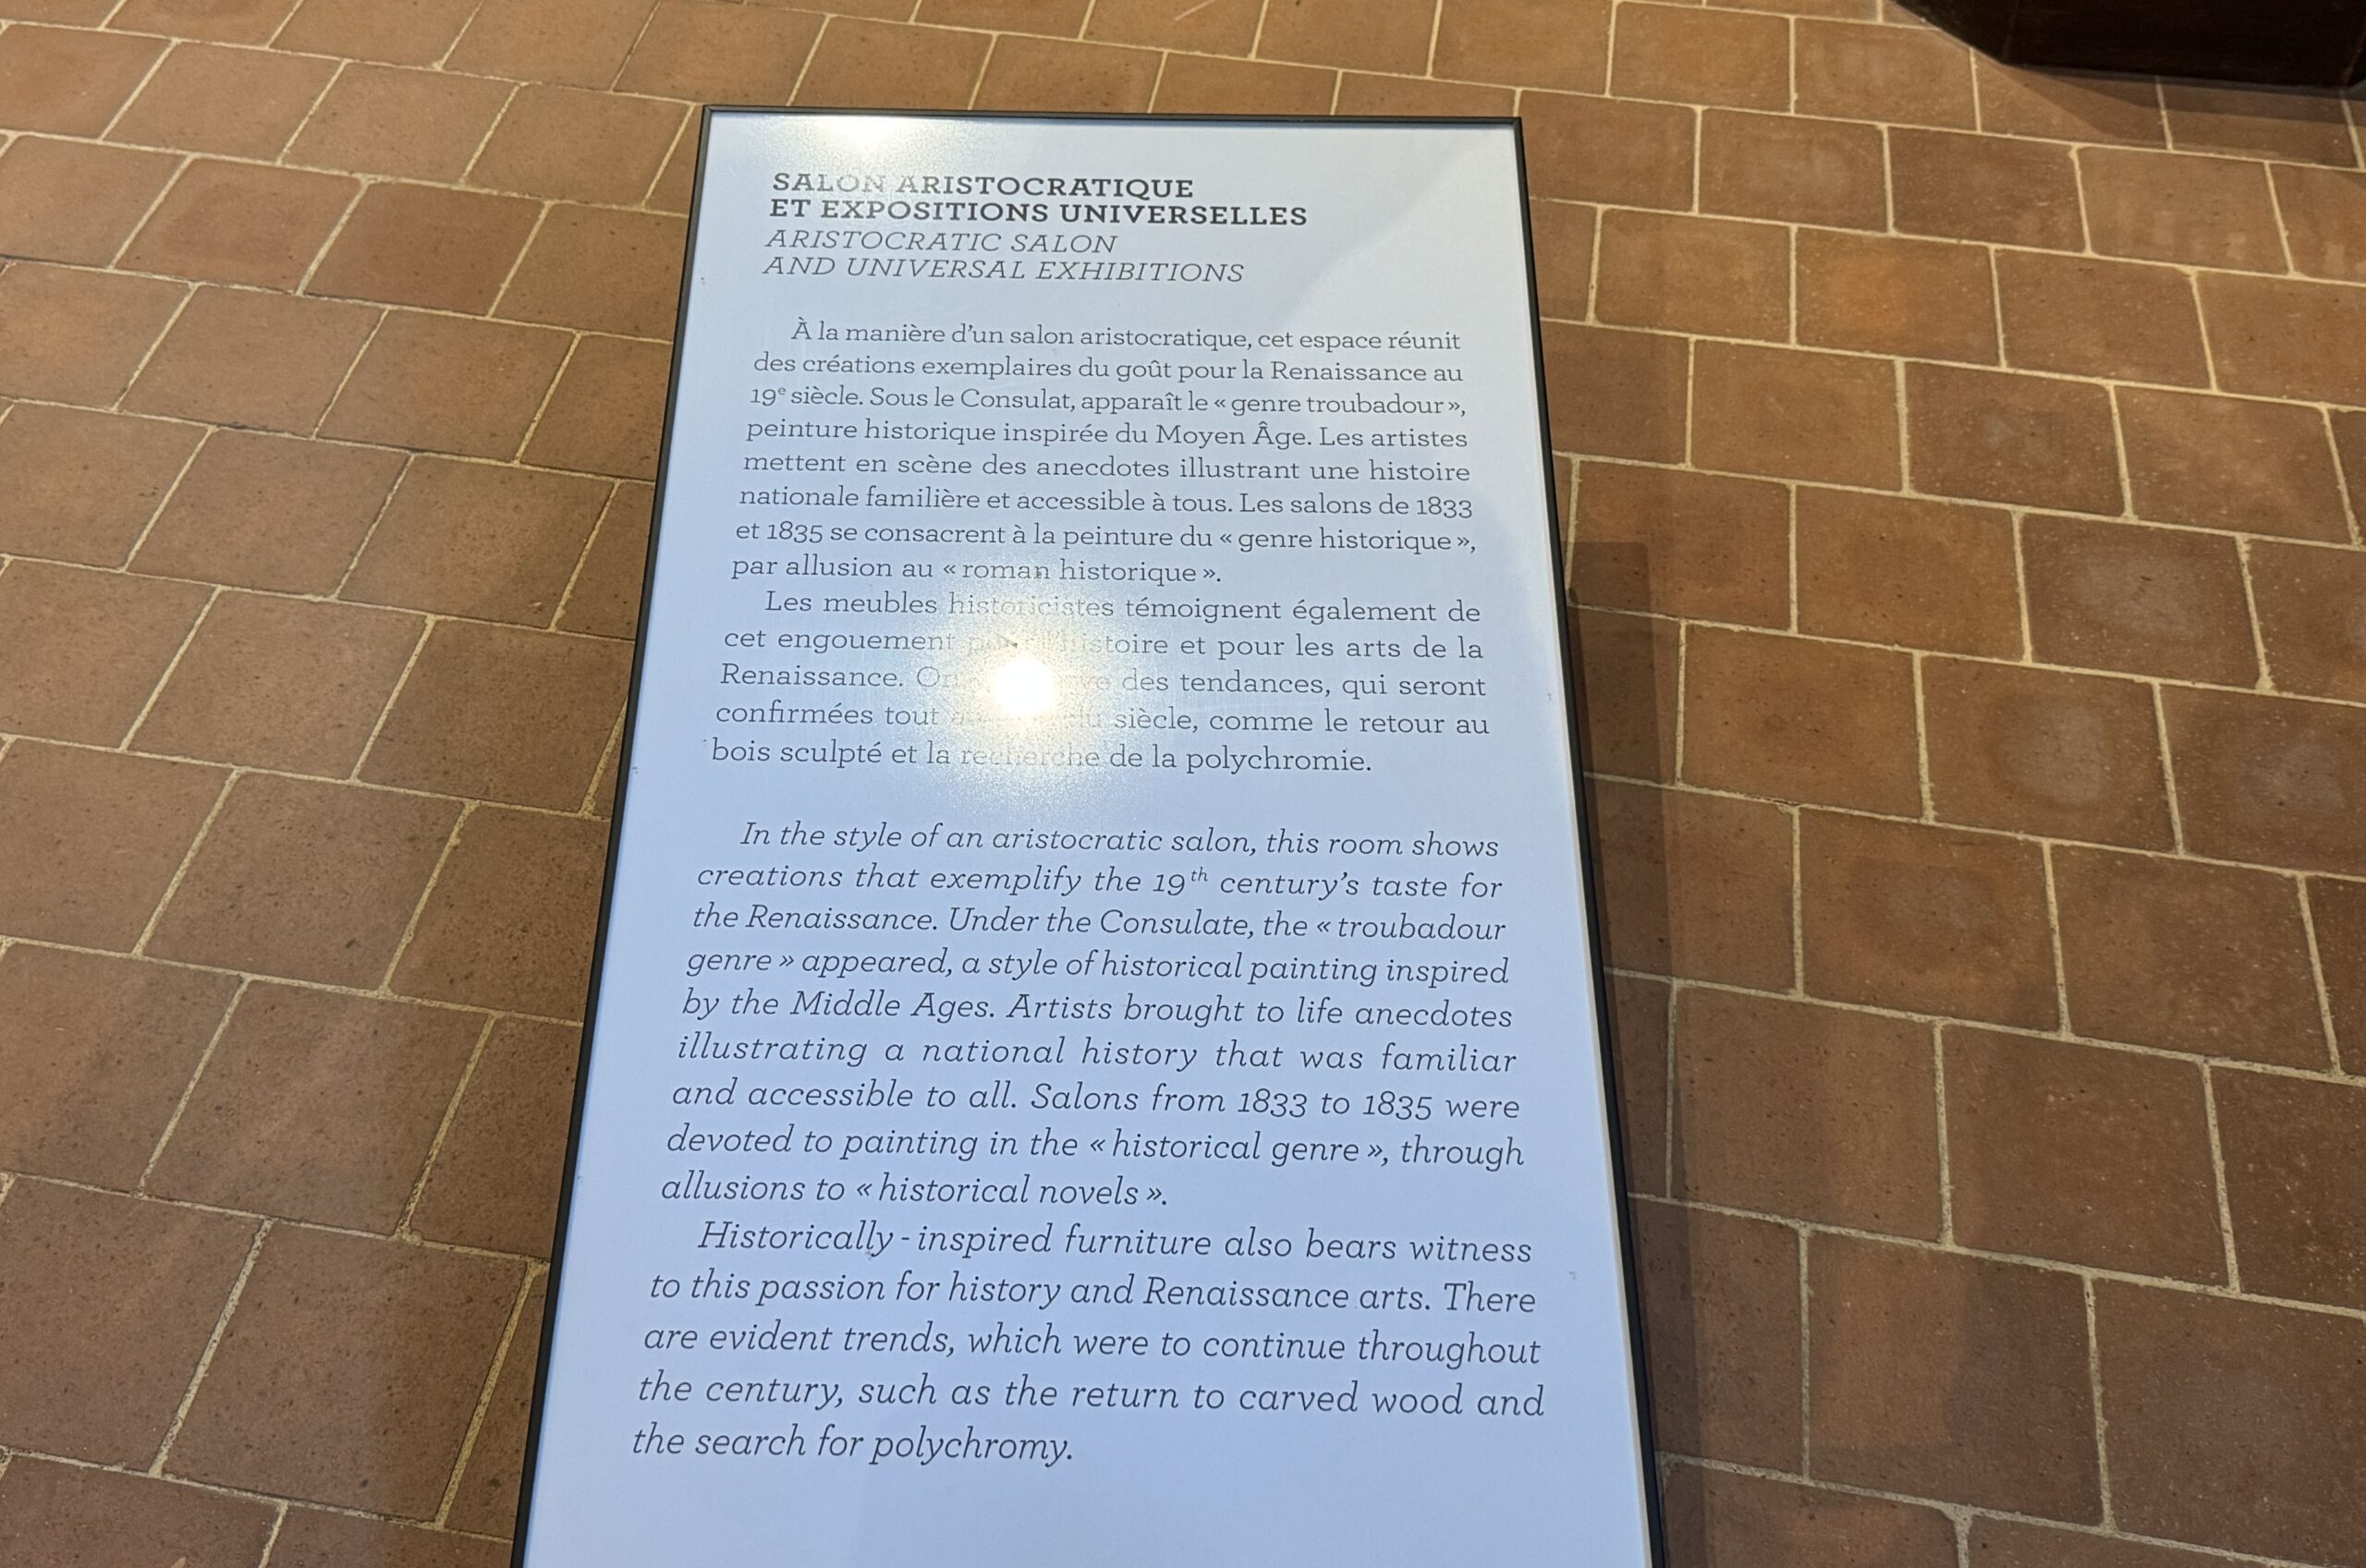 SALON ARISTOCRATIQUE
ET EXPOSITIONS UNIVERSELLES
ARISTOCRATIC SALON
AND UNIVERSAL EXHIBITIONS
À la manière d’un salon aristocratique, cet espace réunit
des créations exemplaires du goût pour la Renaissance au
19e siècle. Sous le Consulat, apparaît le « genre troubadour »,
peinture historique inspirée du Moyen Âge. Les artistes
mettent en scène des anecdotes illustrant une histoire
nationale familière et accessible à tous. Les salons de 1833
et 1835 se consacrent à la peinture du « genre historique »,
par allusion au « roman historique ».
Les meubles historicistes témoignent également de
cet engouement pour l’histoire et pour les arts de la
Renaissance. des tendances, qui seront
confirmées tout du siècle, comme le retour au
bois sculpté et la recherche de la polychromie.
In the style of an aristocratic salon, this room shows
creations that exemplify the 19th century’s taste for
the Renaissance. Under the Consulate, the « troubadour
genre » appeared, a style of historical painting inspired
by the Middle Ages. Artists brought to life anecdotes
illustrating a national history that was familiar
and accessible to all. Salons from 1833 to 1835 were
devoted to painting in the « historical genre », through
allusions to « historical novels ».
Historically - inspired furniture also bears witness
to this passion for history and Renaissance arts. There
are evident trends, which were to continue throughout
the century, such as the return to carved wood and
the search for polychromy.